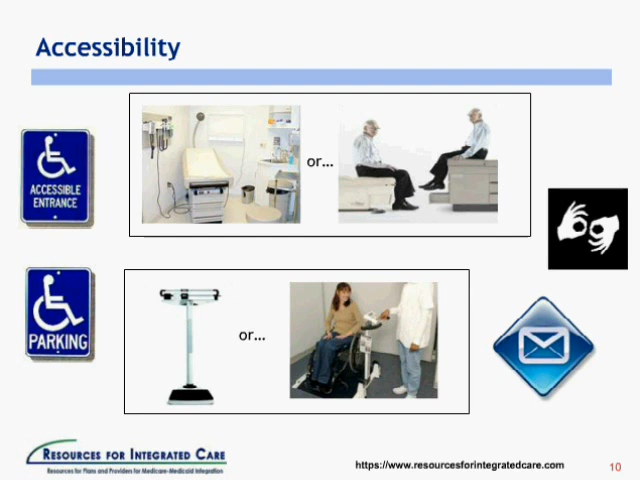 Accessibility
ACCESSIBLE
ENTRANCE
or...
PARKING
or...
RESOURCES FOR INTEGRATED CARE
Resources for Plans and Providers for Medicare-Medicaid Integration
https://www.resourcesforintegratedcare.com
10